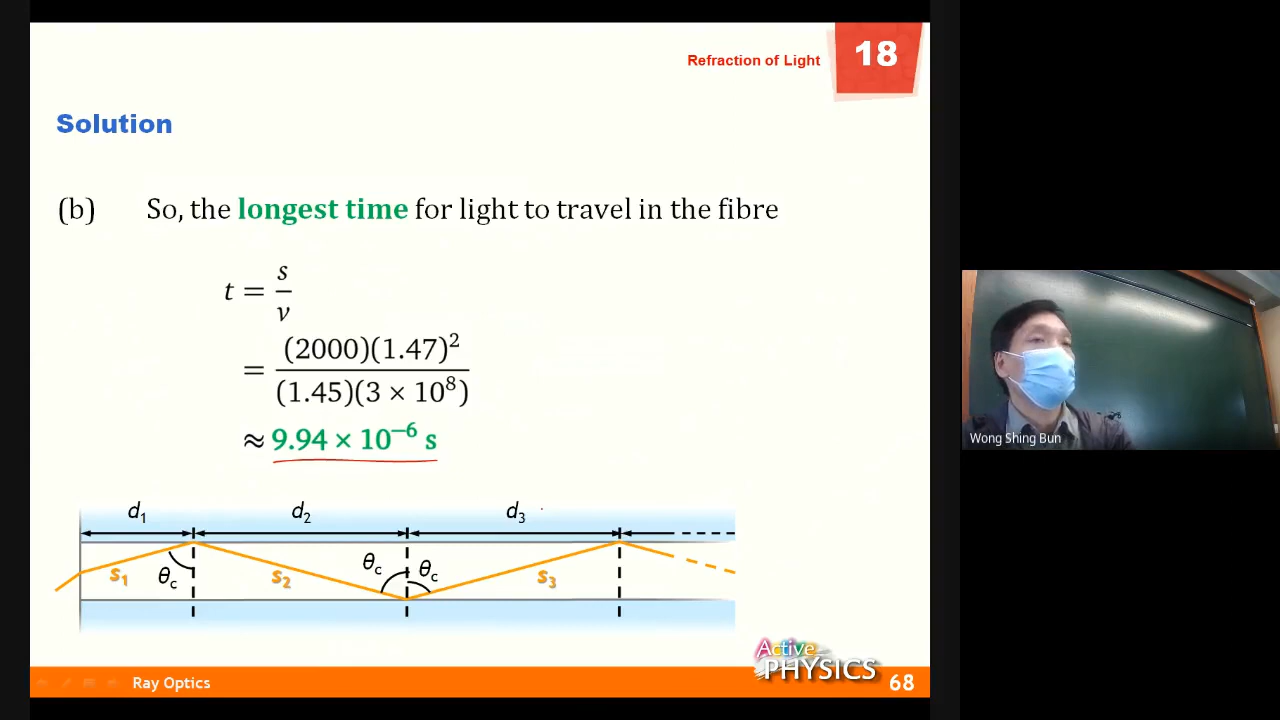 Refraction of Light
18
Solution
(b) So, the longest time for light to travel in the fibre
t = s/v
= (2000)(1.47)²/(1.45)(3 × 10⁸)
≈ 9.94 × 10⁻⁶ s
d₁ d₂ d₃
θc θc
s₁ θc s₂ s₃
Wong Shing Bun
Active
PHYSICS
Ray Optics
68